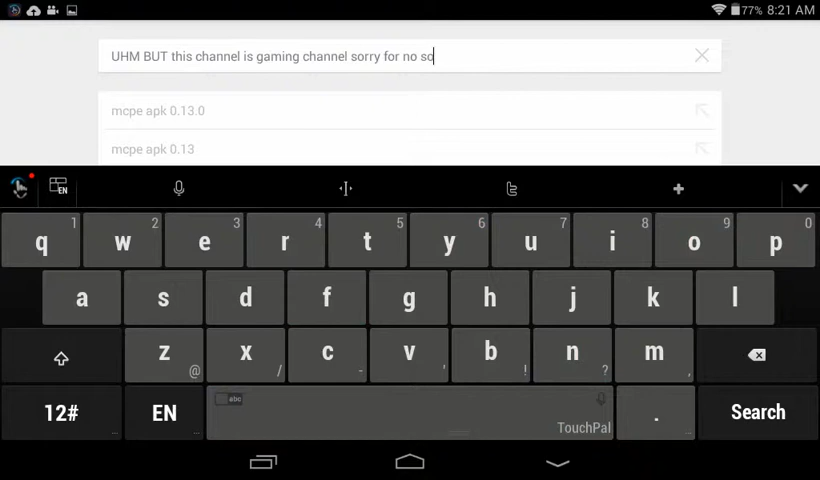 77% 8:21 AM
UHM BUT this channel is gaming channel sorry for no so
mcpe apk 0.13.0
mcpe apk 0.13
EN
1 2 3 4 5 6 7 8 9 0
q w e r t y u i o p
a s d f g h j k l
z x c v b n m
@ / - ' ! ? ,
abc
12# EN TouchPal . Search